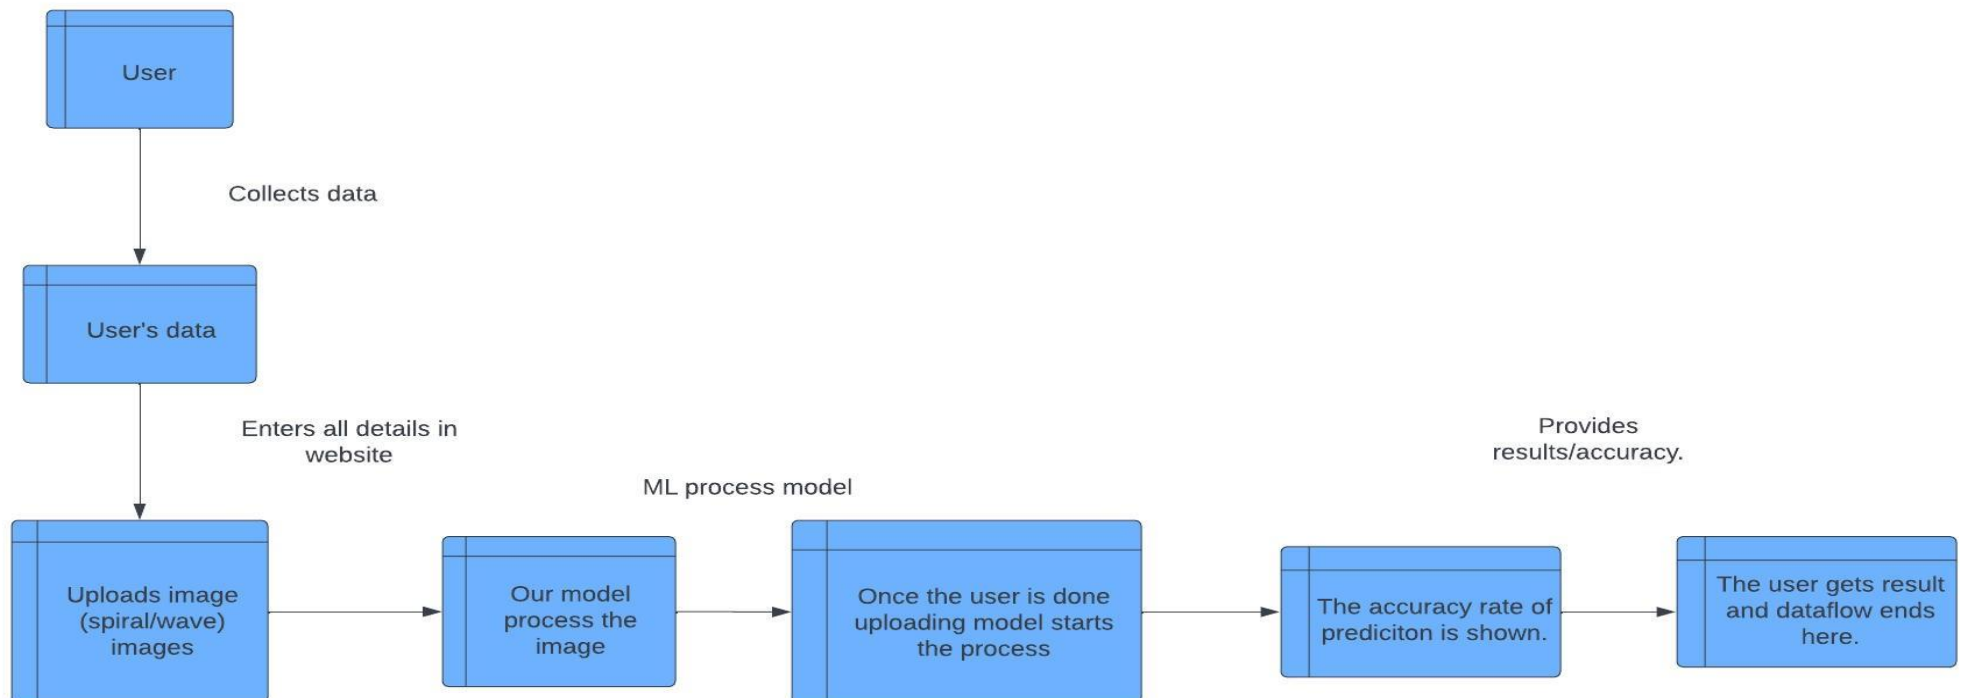 User
Collects data
User's data
Enters all details in
website
Provides
results/accuracy.
ML process model
Uploads image
(spiral/wave)
images
Our model
process the
image
Once the user is done
uploading model starts
the process
The accuracy rate of
prediciton is shown.
The user gets result
and dataflow ends
here.